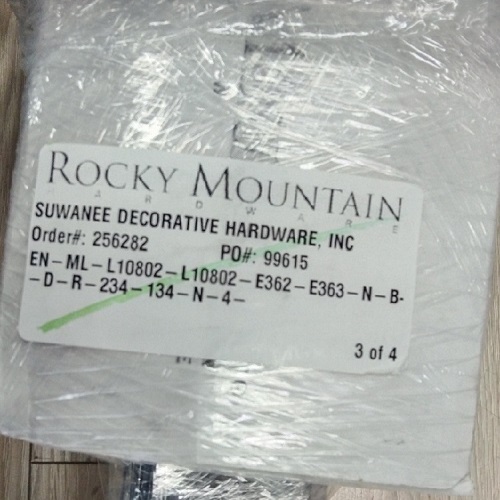 ROCKY MOUNTAIN
HARDWARE
SUWANEE DECORATIVE HARDWARE, INC
Order#: 256282 PO#: 99615
EN-ML-L10802-L10802-E362-E363-N-B-
-D-R-234-134-N-4-
3 of 4